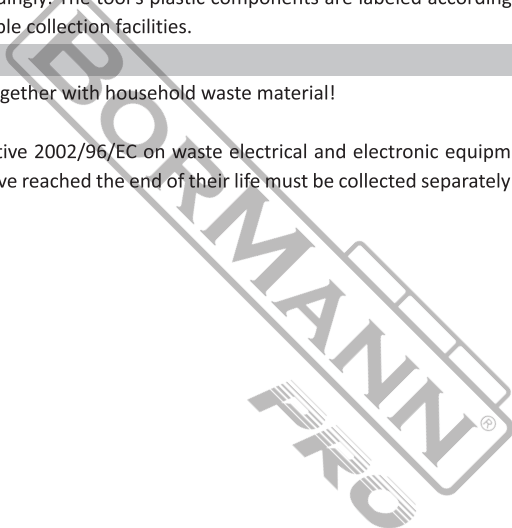 dingly. The tool's plastic components are labeled according
ble collection facilities.
gether with household waste material!
tive 2002/96/EC on waste electrical and electronic equipm
ve reached the end of their life must be collected separately
BORMANN®
PRO